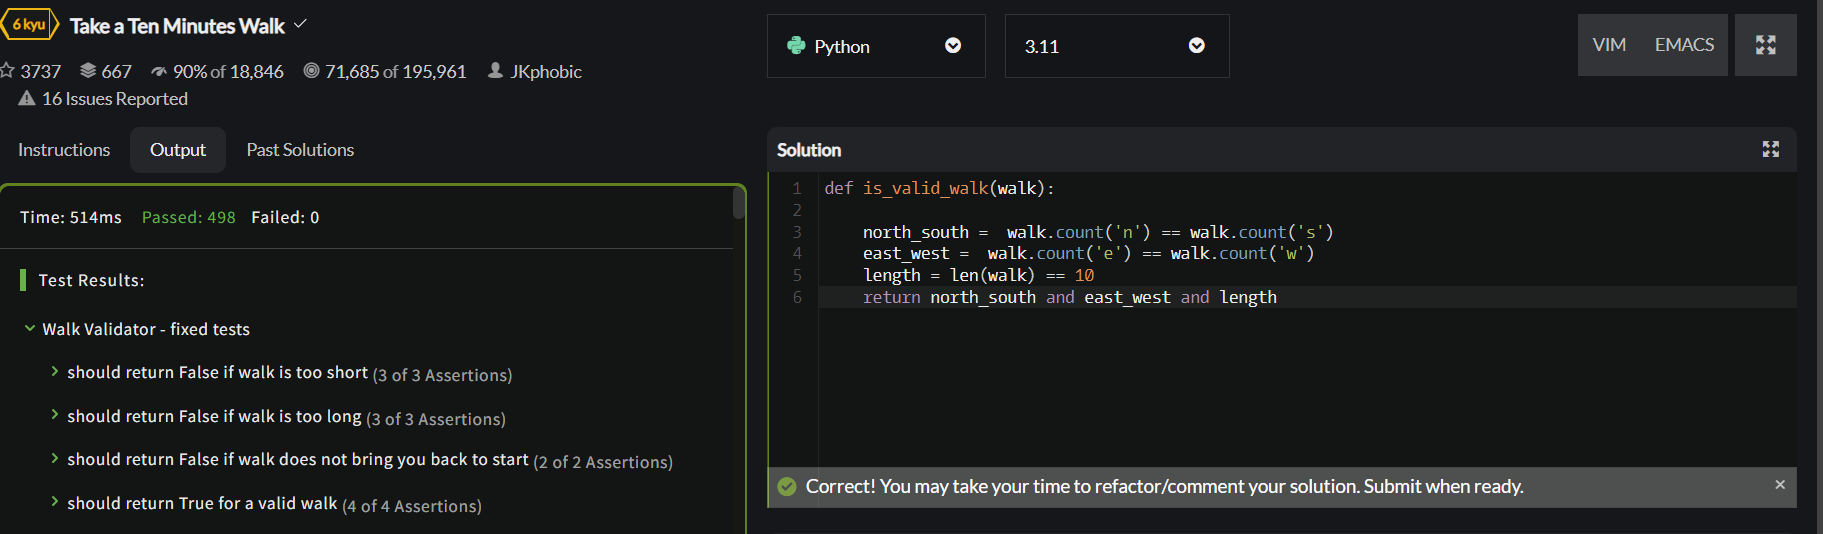 6 kyu Take a Ten Minutes Walk
3737 667 90% of 18,846 71,685 of 195,961 JKphobic
16 Issues Reported
Instructions Output Past Solutions
Time: 514ms Passed: 498 Failed: 0
Test Results:
Walk Validator - fixed tests
should return False if walk is too short (3 of 3 Assertions)
should return False if walk is too long (3 of 3 Assertions)
should return False if walk does not bring you back to start (2 of 2 Assertions)
should return True for a valid walk (4 of 4 Assertions)
Python 3.11 VIM EMACS
Solution
1 def is_valid_walk(walk):
2
3     north_south =  walk.count('n') == walk.count('s')
4     east_west =  walk.count('e') == walk.count('w')
5     length = len(walk) == 10
6     return north_south and east_west and length
Correct! You may take your time to refactor/comment your solution. Submit when ready. ×